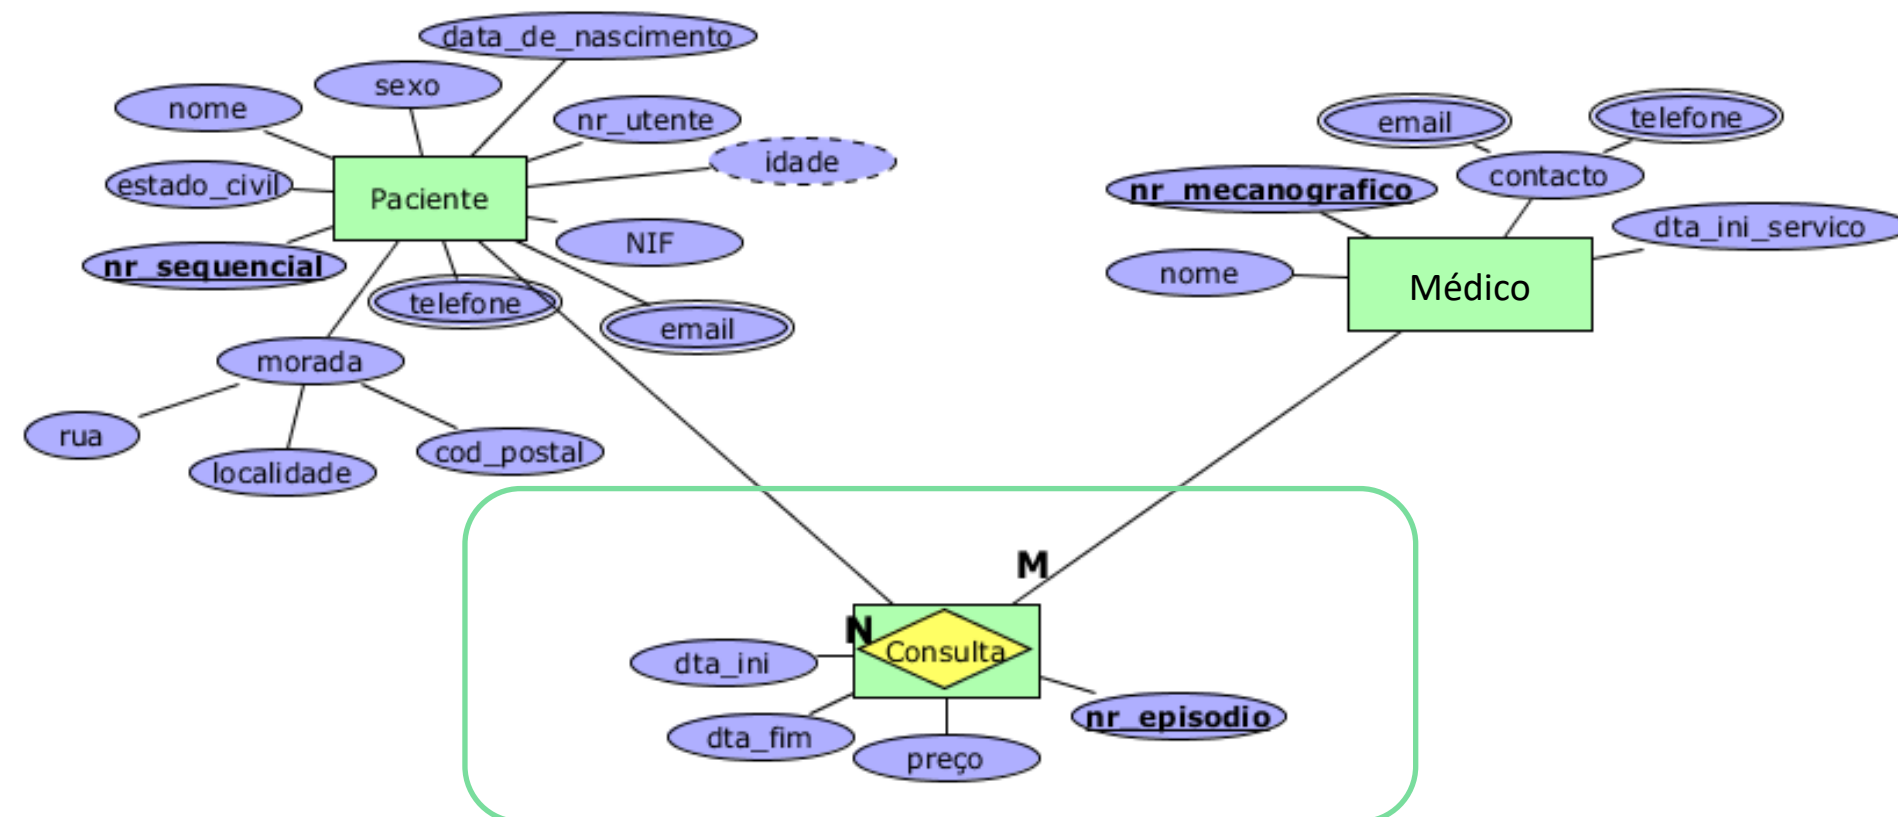 data_de_nascimento
sexo
nome
nr_utente
idade
estado_civil
Paciente
NIF
nr_sequencial
telefone
email
morada
rua
localidade
cod_postal
email
telefone
contacto
nr_mecanografico
dta_ini_servico
nome
Médico
M
N
Consulta
dta_ini
dta_fim
preço
nr_episodio